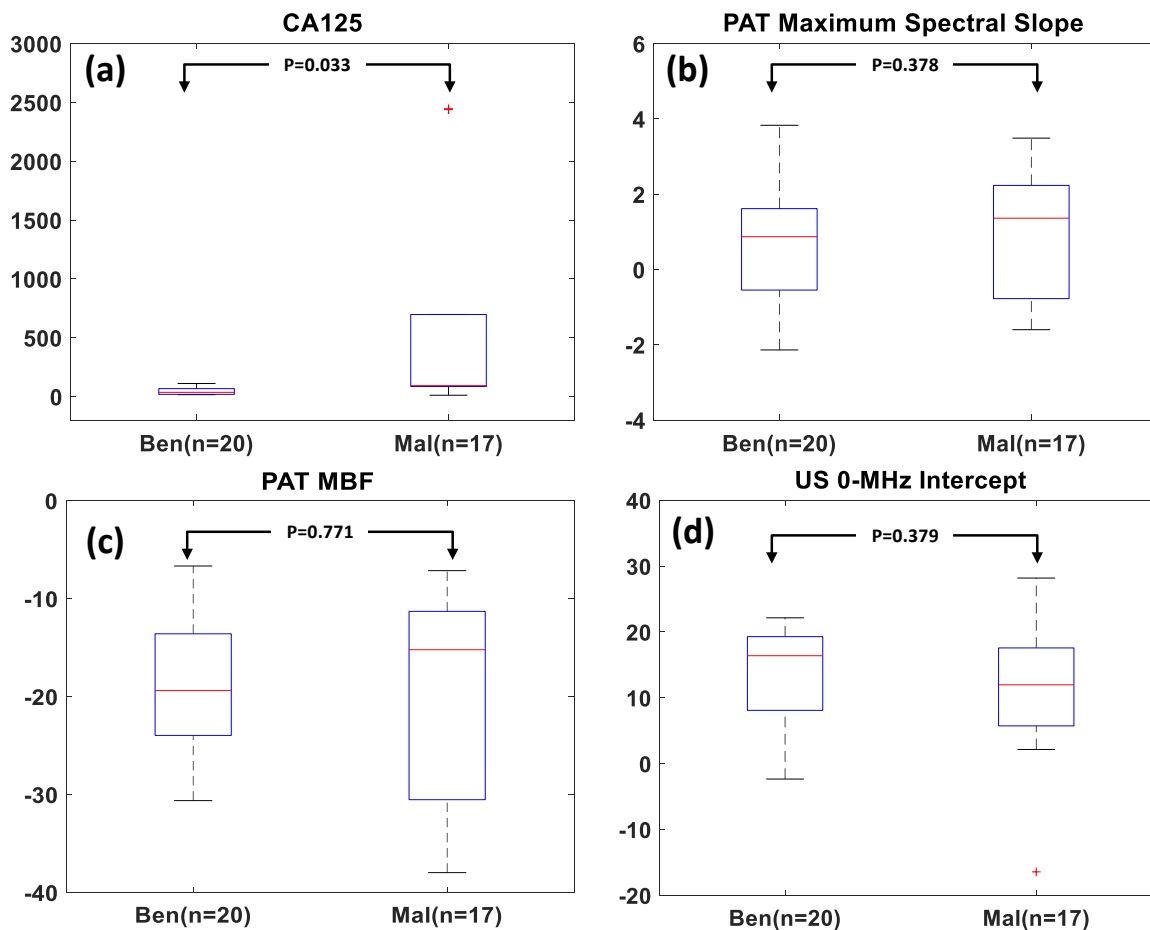 CA125
(a)
P=0.033
3000
2500
2000
1500
1000
500
0
Ben(n=20) Mal(n=17)
PAT Maximum Spectral Slope
(b)
P=0.378
6
4
2
0
-2
-4
Ben(n=20) Mal(n=17)
PAT MBF
(c)
P=0.771
0
-10
-20
-30
-40
Ben(n=20) Mal(n=17)
US 0-MHz Intercept
(d)
P=0.379
40
30
20
10
0
-10
-20
Ben(n=20) Mal(n=17)